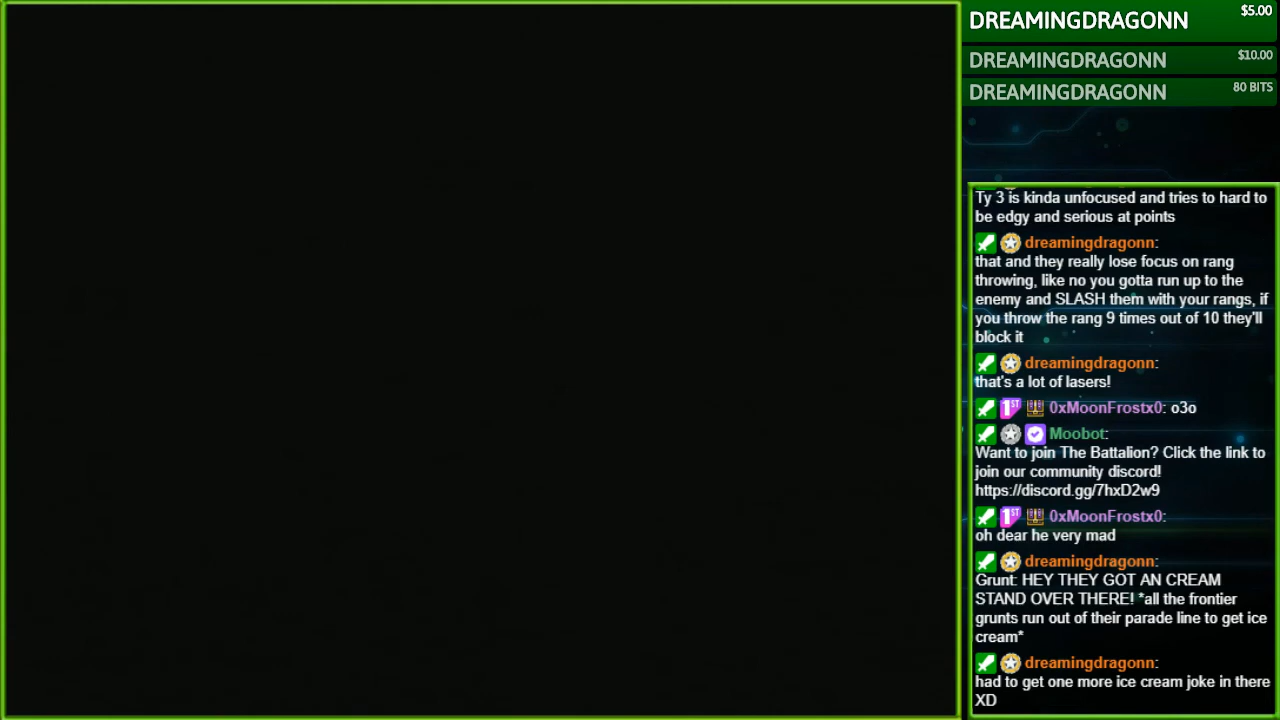 DREAMINGDRAGONN $5.00
DREAMINGDRAGONN $10.00
DREAMINGDRAGONN 80 BITS
Ty 3 is kinda unfocused and tries to hard to
be edgy and serious at points
dreamingdragonn:
that and they really lose focus on rang
throwing, like no you gotta run up to the
enemy and SLASH them with your rangs, if
you throw the rang 9 times out of 10 they'll
block it
dreamingdragonn:
that's a lot of lasers!
1ST 0xMoonFrostx0: o3o
Moobot:
Want to join The Battalion? Click the link to
join our community discord!
https://discord.gg/7hxD2w9
1ST 0xMoonFrostx0:
oh dear he very mad
dreamingdragonn:
Grunt: HEY THEY GOT AN CREAM
STAND OVER THERE! *all the frontier
grunts run out of their parade line to get ice
cream*
dreamingdragonn:
had to get one more ice cream joke in there
XD